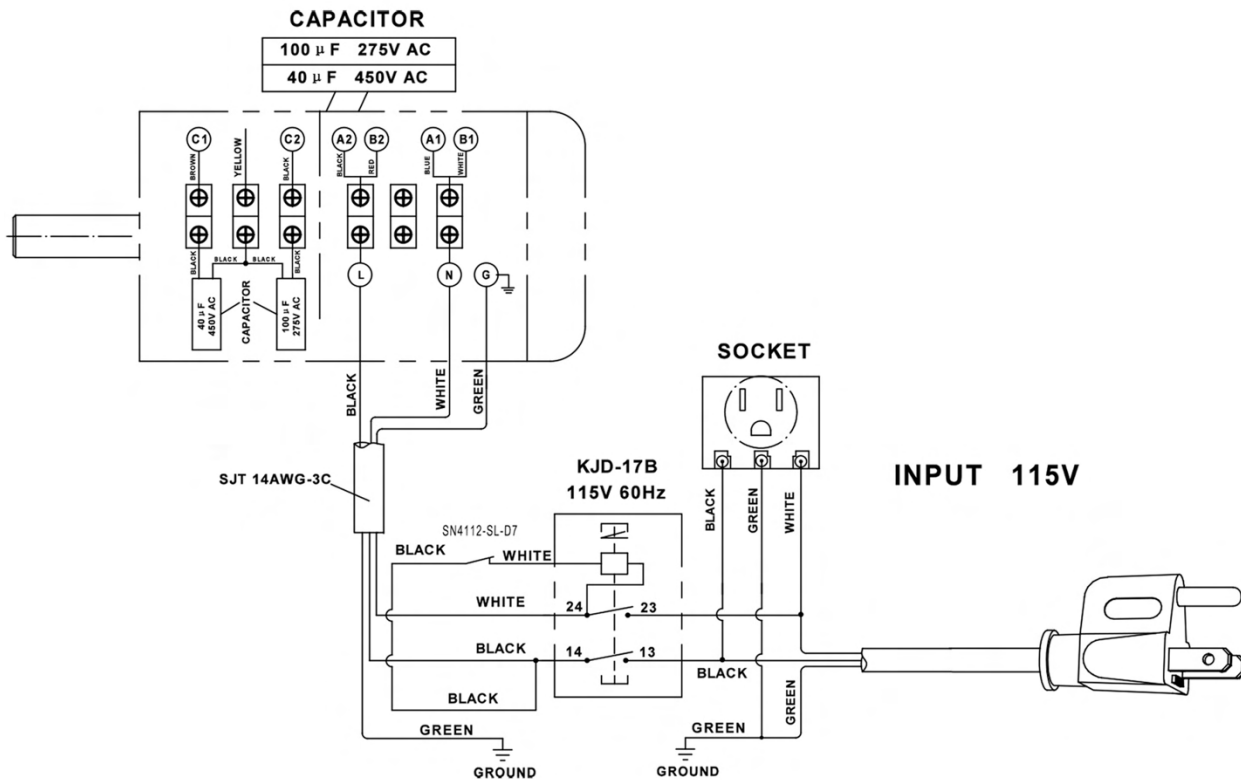 CAPACITOR
100 μF 275V AC
40 μF 450V AC
C1
C2
A2
B2
A1
B1
BROWN
YELLOW
BLACK
BLACK
RED
BLUE
WHITE
BLACK
BLACK
BLACK
BLACK
L
N
G
40 μF
450V AC
CAPACITOR
100 μF
275V AC
BLACK
WHITE
GREEN
SOCKET
SJT 14AWG-3C
KJD-17B
115V 60Hz
INPUT 115V
BLACK
GREEN
WHITE
SN4112-SL-D7
BLACK
WHITE
WHITE
24
23
BLACK
14
13
BLACK
BLACK
GREEN
GREEN
GREEN
GROUND
GROUND